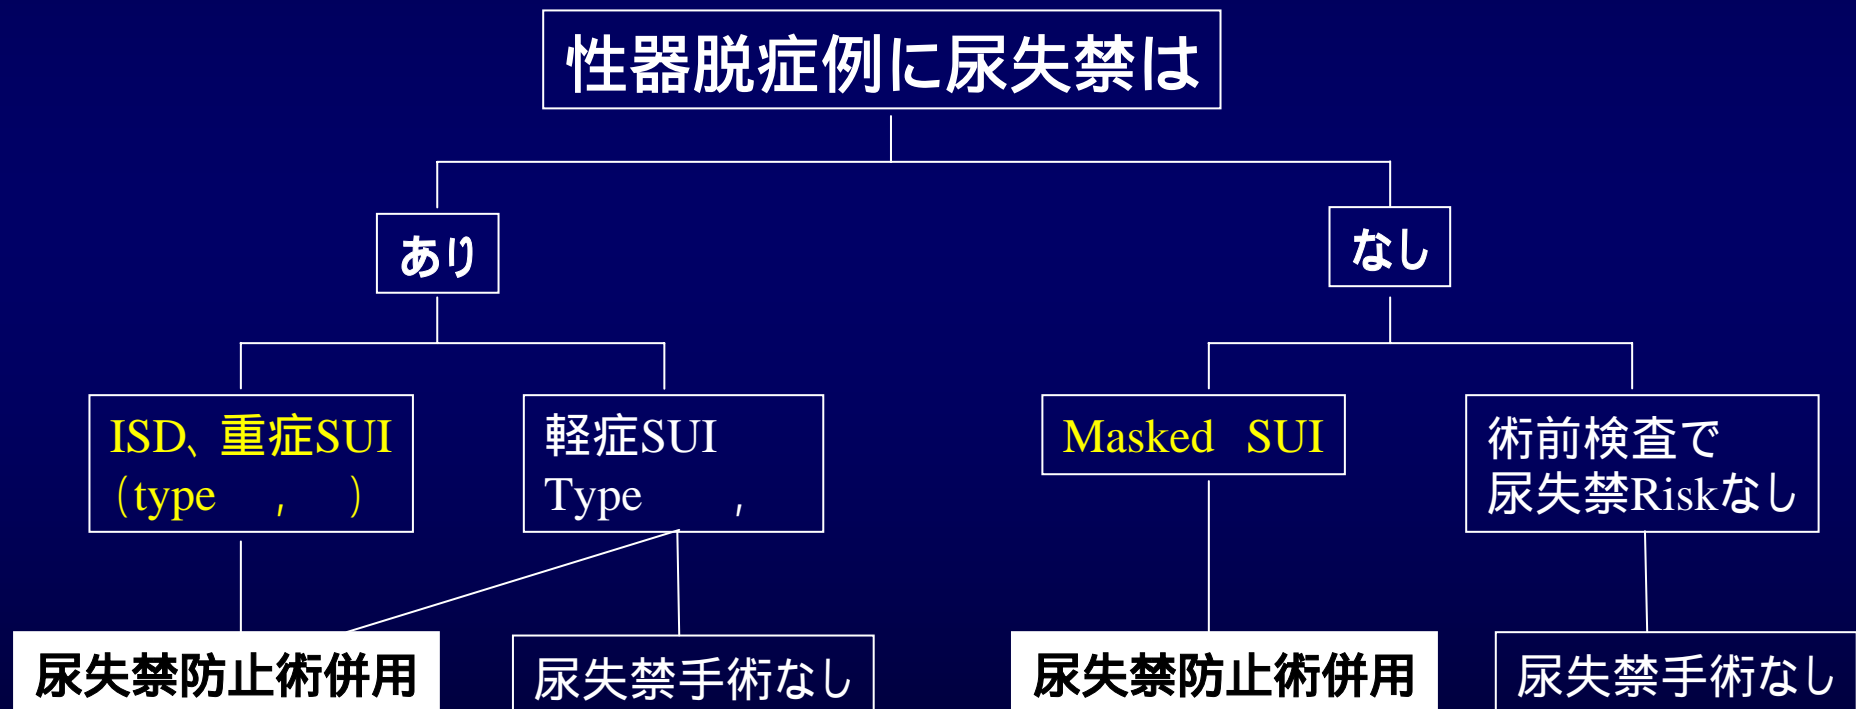 性器脱症例に尿失禁は
あり
なし
ISD、重症SUI
(type , )
軽症SUI
Type ,
Masked SUI
術前検査で
尿失禁Riskなし
尿失禁防止術併用
尿失禁手術なし
尿失禁防止術併用
尿失禁手術なし